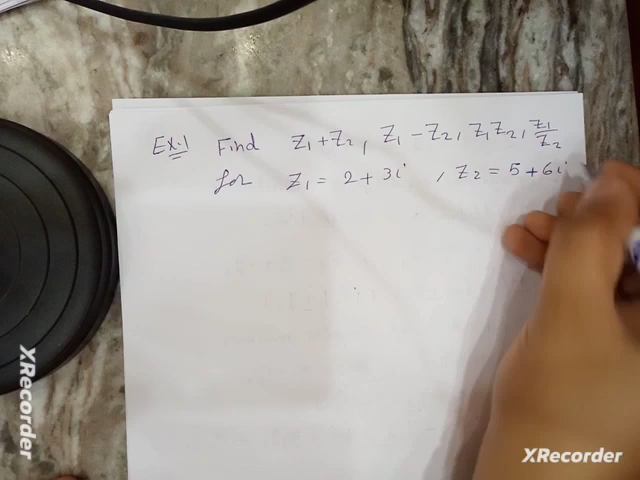 Ex:1 Find Z₁+Z₂, Z₁-Z₂, Z₁Z₂, Z₁/Z₂
for Z₁ = 2+3i , Z₂ = 5+6i
XRecorder
XRecorder